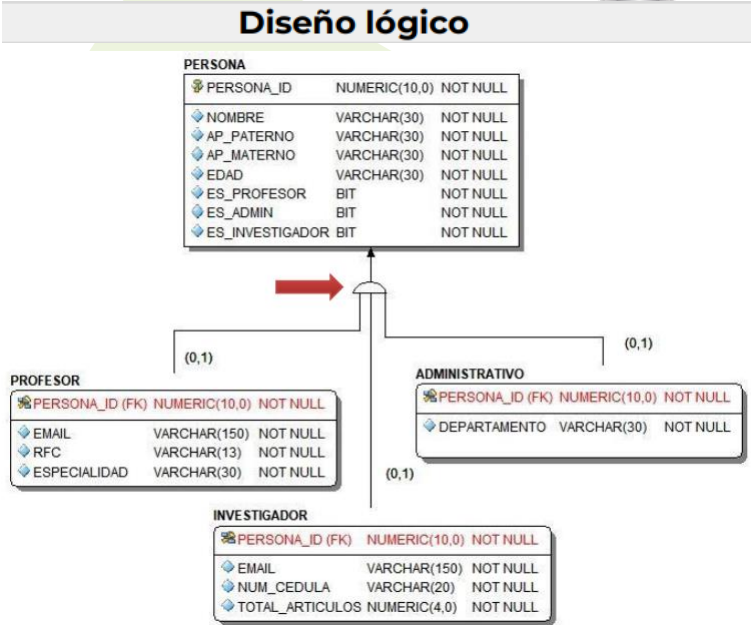 Diseño lógico
PERSONA
PERSONA_ID NUMERIC(10,0) NOT NULL
NOMBRE VARCHAR(30) NOT NULL
AP_PATERNO VARCHAR(30) NOT NULL
AP_MATERNO VARCHAR(30) NOT NULL
EDAD VARCHAR(30) NOT NULL
ES_PROFESOR BIT NOT NULL
ES_ADMIN BIT NOT NULL
ES_INVESTIGADOR BIT NOT NULL
(0,1)
(0,1)
PROFESOR
PERSONA_ID (FK) NUMERIC(10,0) NOT NULL
EMAIL VARCHAR(150) NOT NULL
RFC VARCHAR(13) NOT NULL
ESPECIALIDAD VARCHAR(30) NOT NULL
ADMINISTRATIVO
PERSONA_ID (FK) NUMERIC(10,0) NOT NULL
DEPARTAMENTO VARCHAR(30) NOT NULL
(0,1)
INVESTIGADOR
PERSONA_ID (FK) NUMERIC(10,0) NOT NULL
EMAIL VARCHAR(150) NOT NULL
NUM_CEDULA VARCHAR(20) NOT NULL
TOTAL_ARTICULOS NUMERIC(4,0) NOT NULL